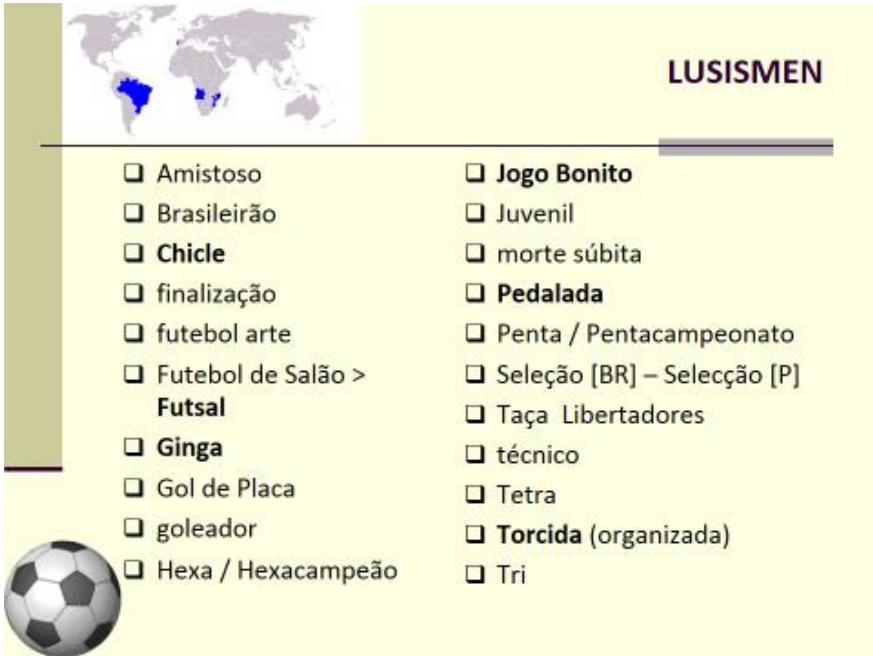 LUSISMEN
Amistoso
Brasileirão
Chicle
finalização
futebol arte
Futebol de Salão >
Futsal
Ginga
Gol de Placa
goleador
Hexa / Hexacampeão
Jogo Bonito
Juvenil
morte súbita
Pedalada
Penta / Pentacampeonato
Seleção [BR] – Selecção [P]
Taça Libertadores
técnico
Tetra
Torcida (organizada)
Tri